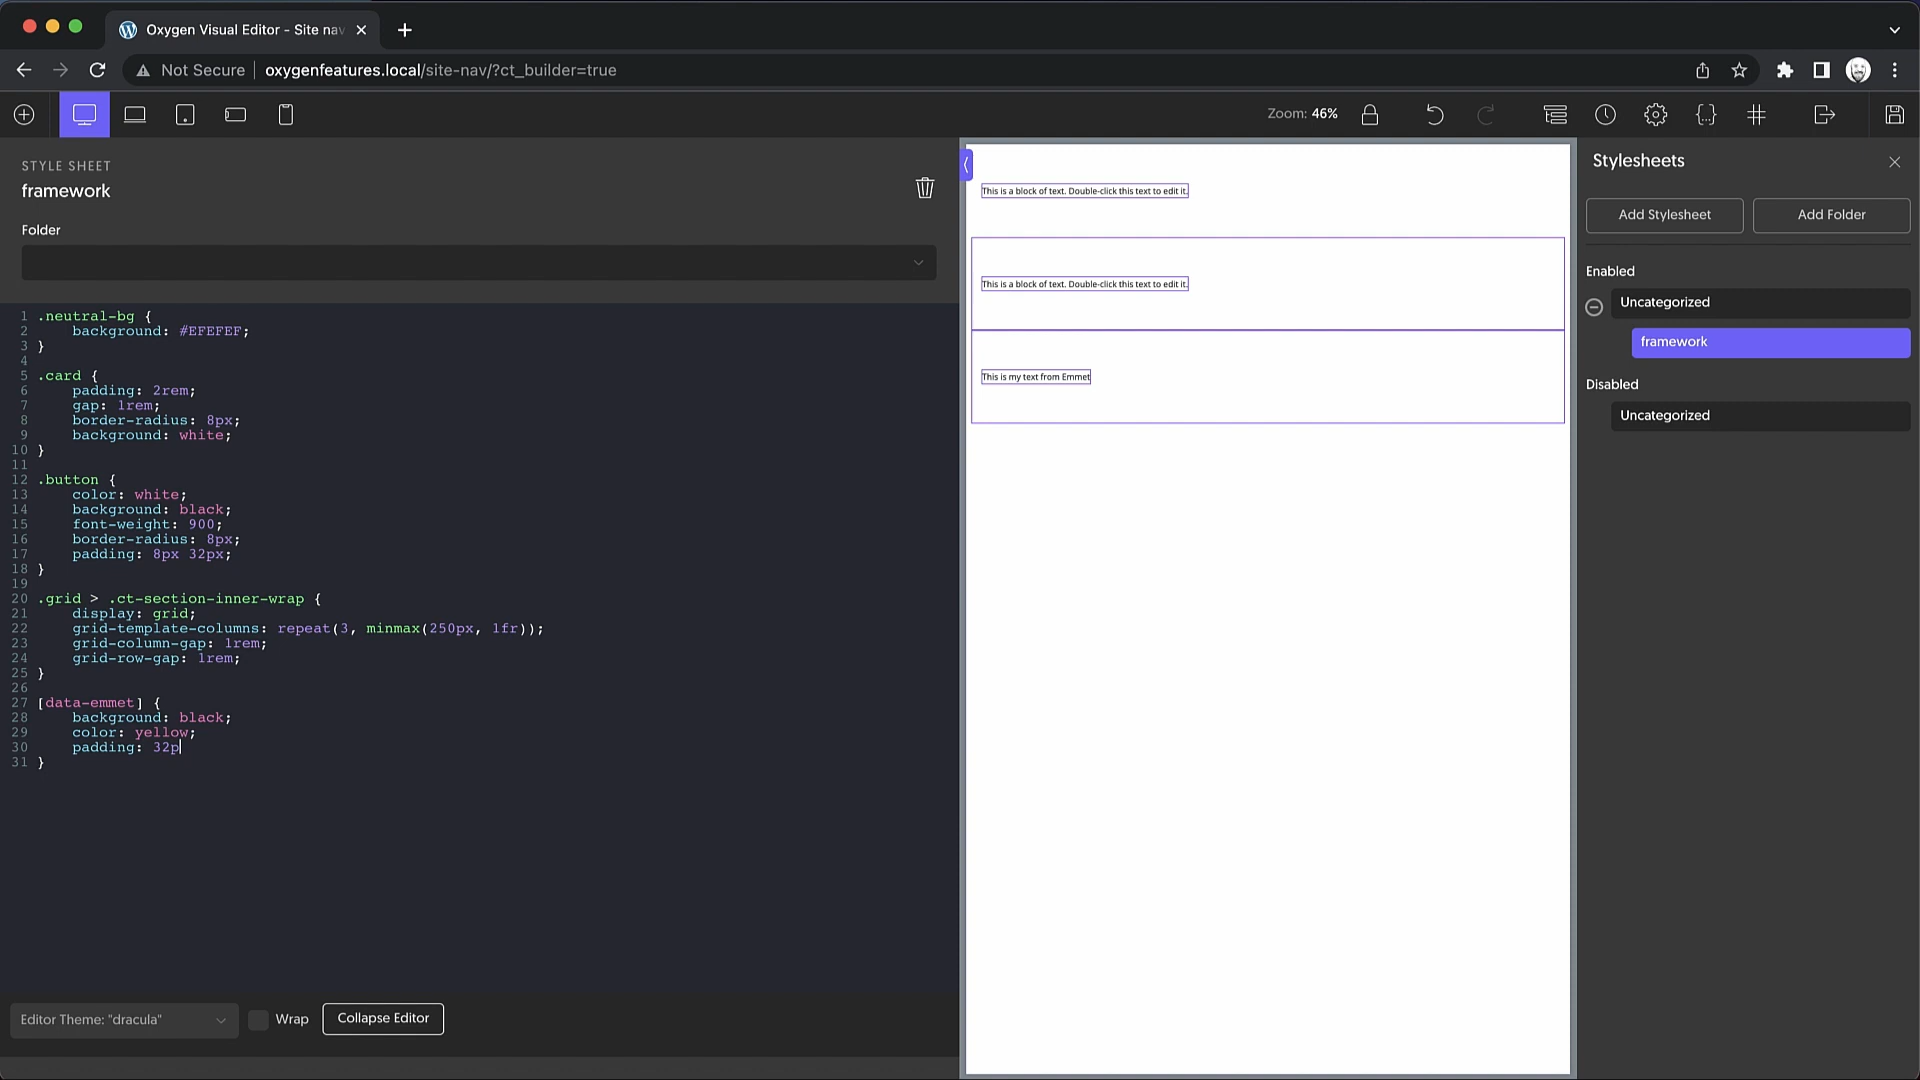 Oxygen Visual Editor - Site nav
Not Secure
oxygenfeatures.local/site-nav/?ct_builder=true
Zoom: 46%
STYLE SHEET
framework
Folder
1 .neutral-bg {
2 background: #EFEFEF;
3 }
4
5 .card {
6 padding: 2rem;
7 gap: 1rem;
8 border-radius: 8px;
9 background: white;
10 }
11
12 .button {
13 color: white;
14 background: black;
15 font-weight: 900;
16 border-radius: 8px;
17 padding: 8px 32px;
18 }
19
20 .grid > .ct-section-inner-wrap {
21 display: grid;
22 grid-template-columns: repeat(3, minmax(250px, 1fr));
23 grid-column-gap: 1rem;
24 grid-row-gap: 1rem;
25 }
26
27 [data-emmet] {
28 background: black;
29 color: yellow;
30 padding: 32p
31 }
Editor Theme: "dracula"
Wrap
Collapse Editor
This is a block of text. Double-click this text to edit it.
This is a block of text. Double-click this text to edit it.
This is my text from Emmet
Stylesheets
Add Stylesheet
Add Folder
Enabled
Uncategorized
framework
Disabled
Uncategorized